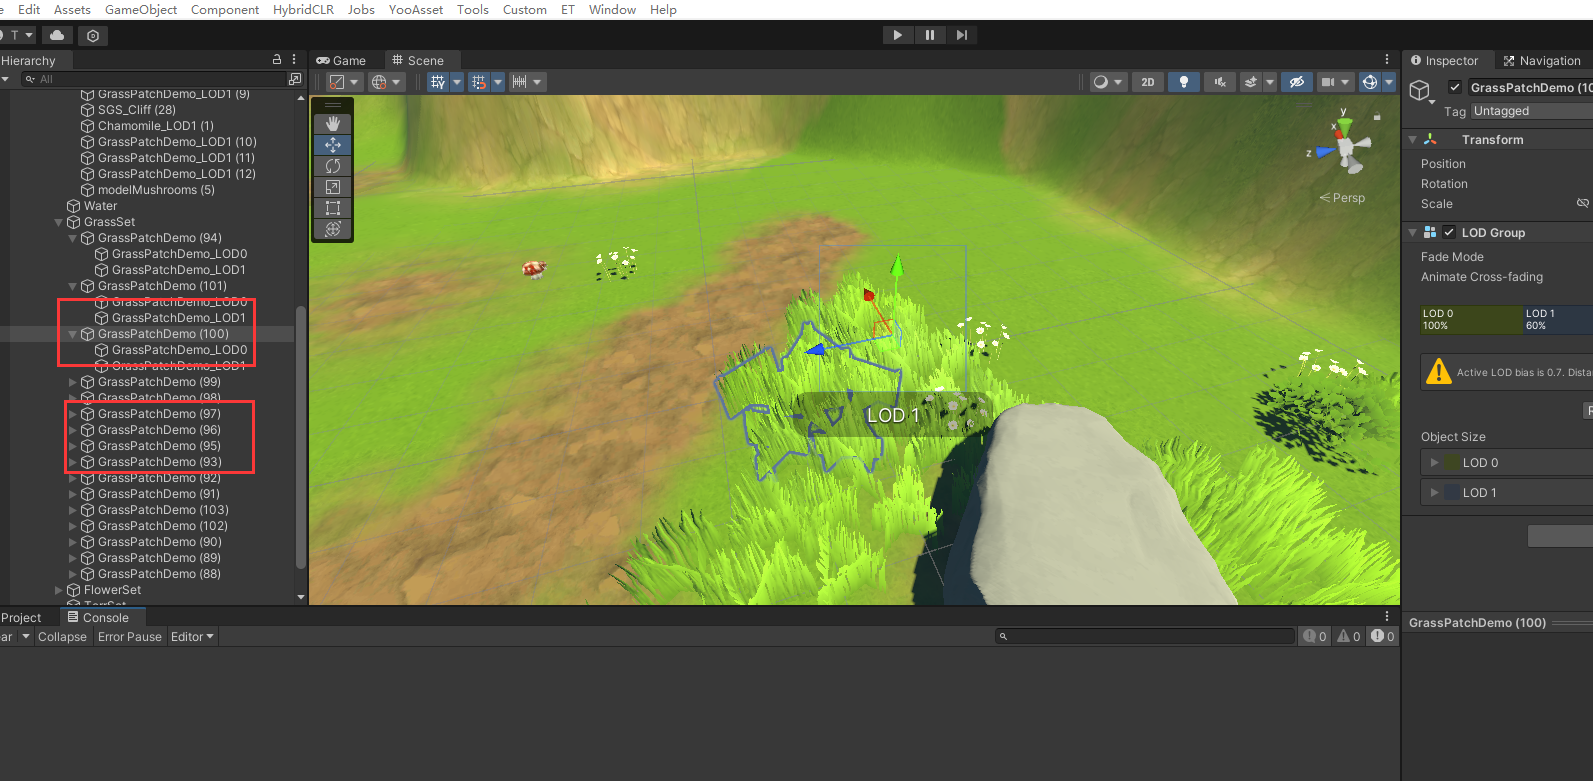 Edit Assets GameObject Component HybridCLR Jobs YooAsset Tools Custom ET Window Help
T
Hierarchy
Game
Scene
Inspector
Navigation
All
2D
GrassPatchDemo (10
Tag Untagged
GrassPatchDemo_LOD1 (9)
SGS_Cliff (28)
Chamomile_LOD1 (1)
GrassPatchDemo_LOD1 (10)
GrassPatchDemo_LOD1 (11)
GrassPatchDemo_LOD1 (12)
modelMushrooms (5)
Water
GrassSet
GrassPatchDemo (94)
GrassPatchDemo_LOD0
GrassPatchDemo_LOD1
GrassPatchDemo (101)
GrassPatchDemo_LOD0
GrassPatchDemo_LOD1
GrassPatchDemo (100)
GrassPatchDemo_LOD0
GrassPatchDemo_LOD1
GrassPatchDemo (99)
GrassPatchDemo (98)
GrassPatchDemo (97)
GrassPatchDemo (96)
GrassPatchDemo (95)
GrassPatchDemo (93)
GrassPatchDemo (92)
GrassPatchDemo (91)
GrassPatchDemo (103)
GrassPatchDemo (102)
GrassPatchDemo (90)
GrassPatchDemo (89)
GrassPatchDemo (88)
FlowerSet
y
x
z
Persp
LOD 1
Transform
Position
Rotation
Scale
LOD Group
Fade Mode
Animate Cross-fading
LOD 0
100%
LOD 1
60%
Active LOD bias is 0.7. Dista
R
Object Size
LOD 0
LOD 1
GrassPatchDemo (100)
Project
Console
ear Collapse Error Pause Editor
0 0 0